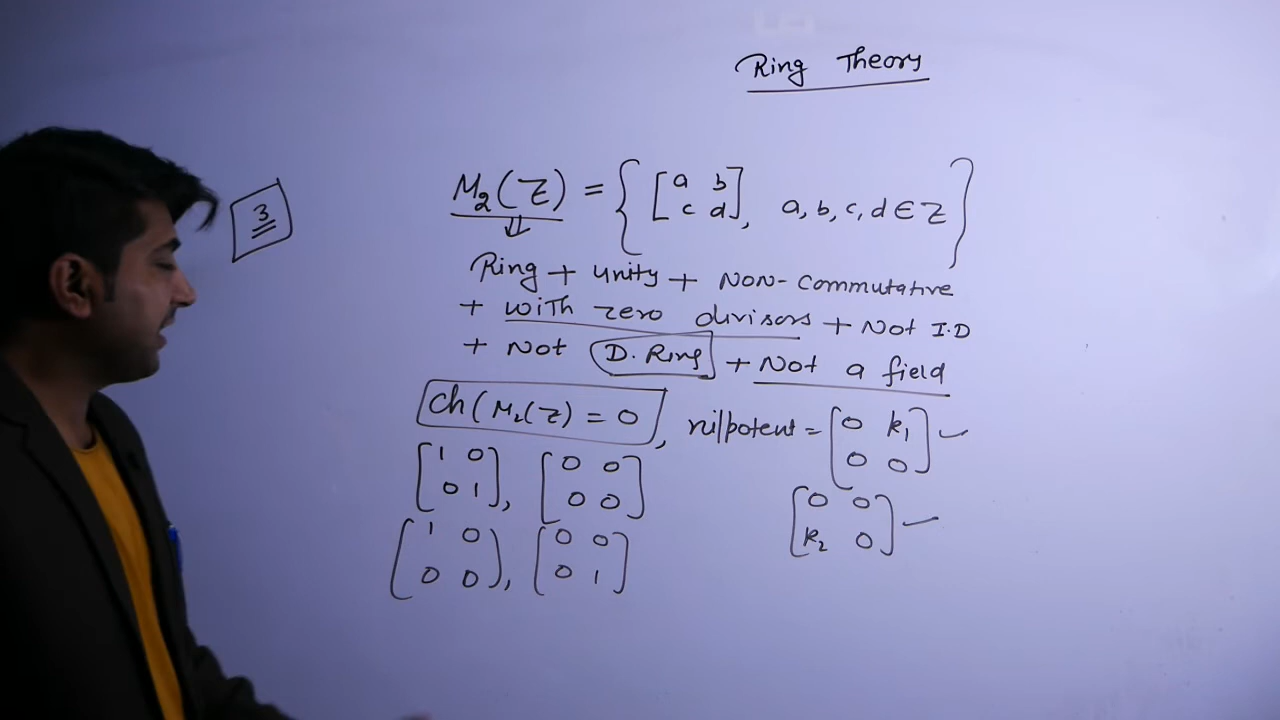 Ring Theory
3
M₂(Z) = { [a b; c d], a, b, c, d ∈ Z }
⇓
Ring + unity + NON-Commutative
+ with zero divisors + Not I.D
+ Not D. Ring + Not a field
Ch(M₂(Z) = 0, nilpotent = [0 k₁; 0 0] ✓
[1 0; 0 1], [0 0; 0 0]
[0 0; k₂ 0] ✓
[1 0; 0 0], [0 0; 0 1]